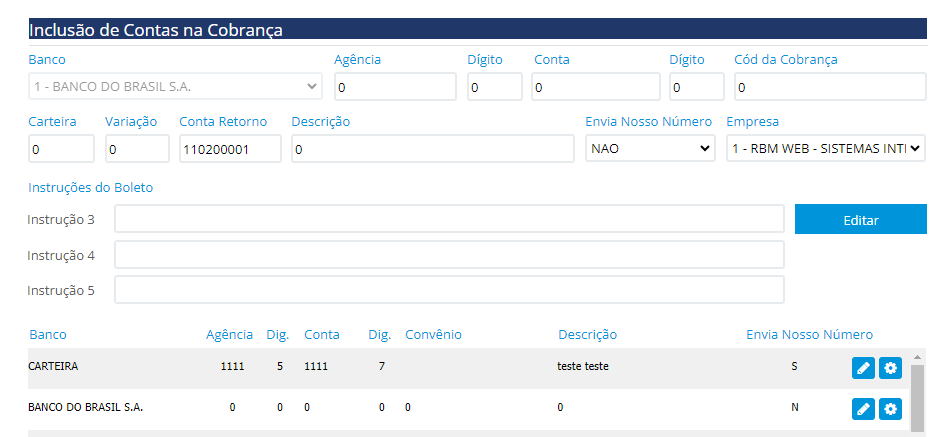 Inclusão de Contas na Cobrança
Banco Agência Dígito Conta Dígito Cód da Cobrança
1 - BANCO DO BRASIL S.A. 0 0 0 0 0
Carteira Variação Conta Retorno Descrição Envia Nosso Número Empresa
0 0 110200001 0 NAO 1 - RBM WEB - SISTEMAS INTI
Instruções do Boleto
Instrução 3 Editar
Instrução 4
Instrução 5
Banco Agência Dig. Conta Dig. Convênio Descrição Envia Nosso Número
CARTEIRA 1111 5 1111 7 teste teste S
BANCO DO BRASIL S.A. 0 0 0 0 0 0 N